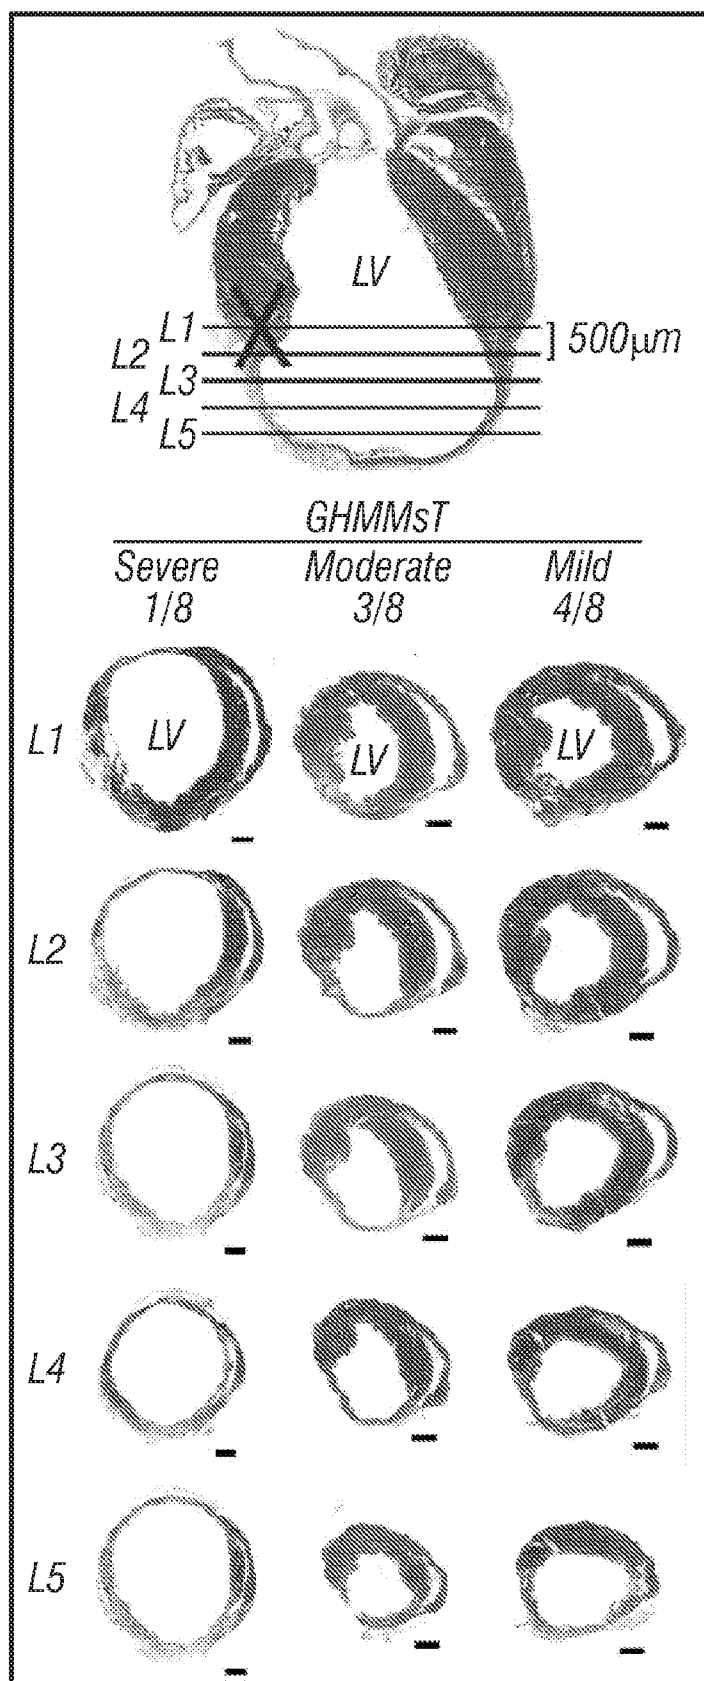 LV
L1
L2
L3
L4
L5
500μm
GHMMsT
Severe Moderate Mild
1/8 3/8 4/8
L1 LV LV LV
L2
L3
L4
L5